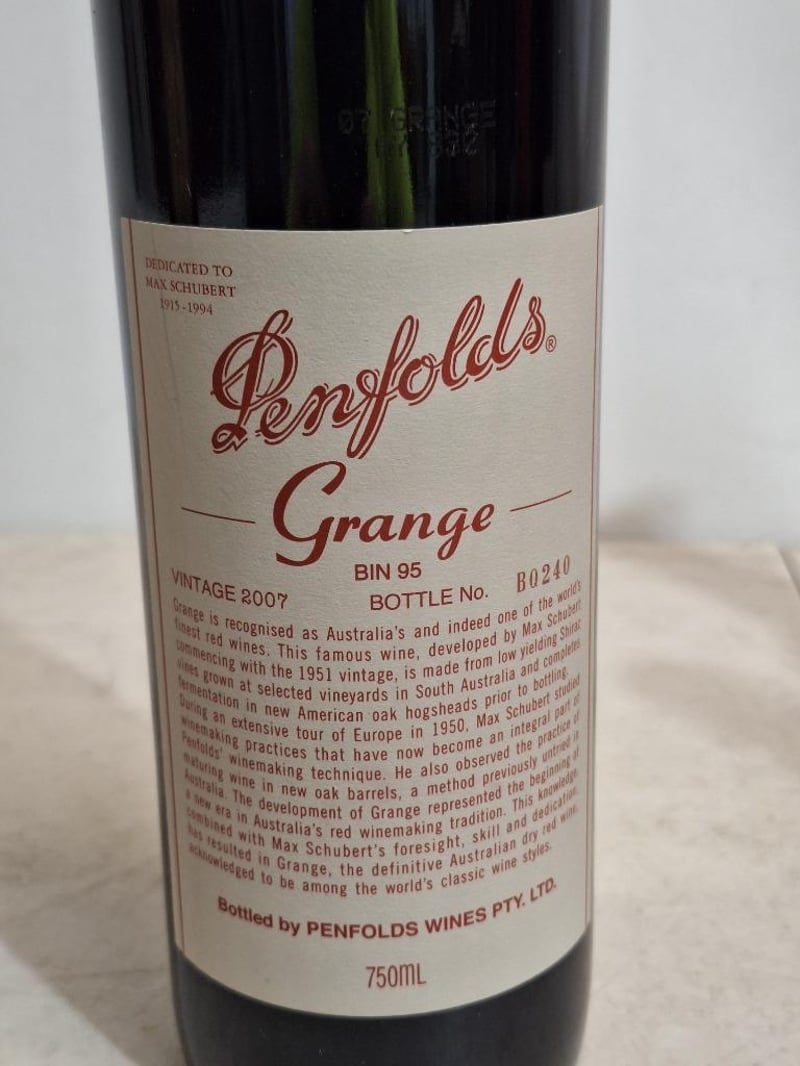 07 GRANGE
DEDICATED TO
MAX SCHUBERT
1915-1994
Penfolds®
Grange
BIN 95
VINTAGE 2007
BOTTLE No. BQ240
Grange is recognised as Australia's and indeed one of the world's
finest red wines. This famous wine, developed by Max Schubert
commencing with the 1951 vintage, is made from low yielding Shiraz
vines grown at selected vineyards in South Australia and completes
fermentation in new American oak hogsheads prior to bottling.
During an extensive tour of Europe in 1950, Max Schubert studied
winemaking practices that have now become an integral part of
Penfolds' winemaking technique. He also observed the practice of
maturing wine in new oak barrels, a method previously untried in
Australia. The development of Grange represented the beginning of
a new era in Australia's red winemaking tradition. This knowledge,
combined with Max Schubert's foresight, skill and dedication,
has resulted in Grange, the definitive Australian dry red wine,
acknowledged to be among the world's classic wine styles.
Bottled by PENFOLDS WINES PTY. LTD.
750ML